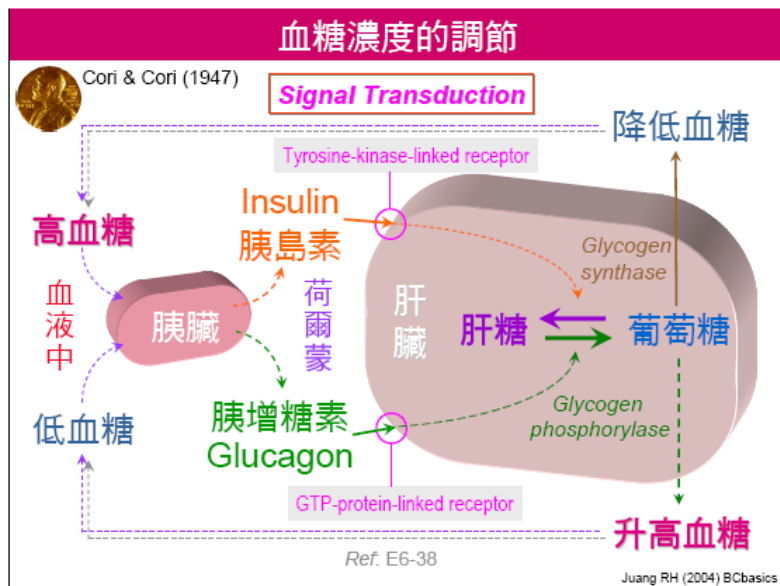 血糖濃度的調節
Cori & Cori (1947)
Signal Transduction
降低血糖
Tyrosine-kinase-linked receptor
高血糖
Insulin
胰島素
Glycogen
synthase
血液中
胰臟
荷爾蒙
肝臟
肝糖
葡萄糖
低血糖
胰增糖素
Glucagon
Glycogen
phosphorylase
GTP-protein-linked receptor
升高血糖
Ref: E6-38
Juang RH (2004) BCbasics